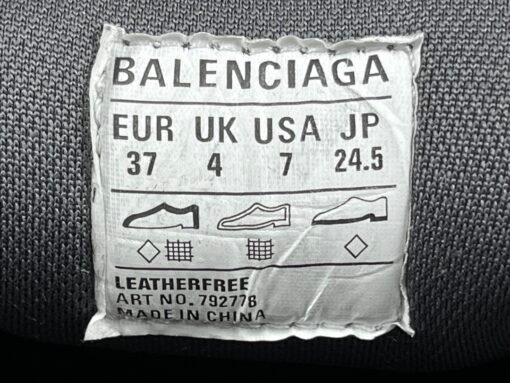 BALENCIAGA
EUR UK USA JP
37 4 7 24.5
LEATHERFREE
ART NO. 792778
MADE IN CHINA